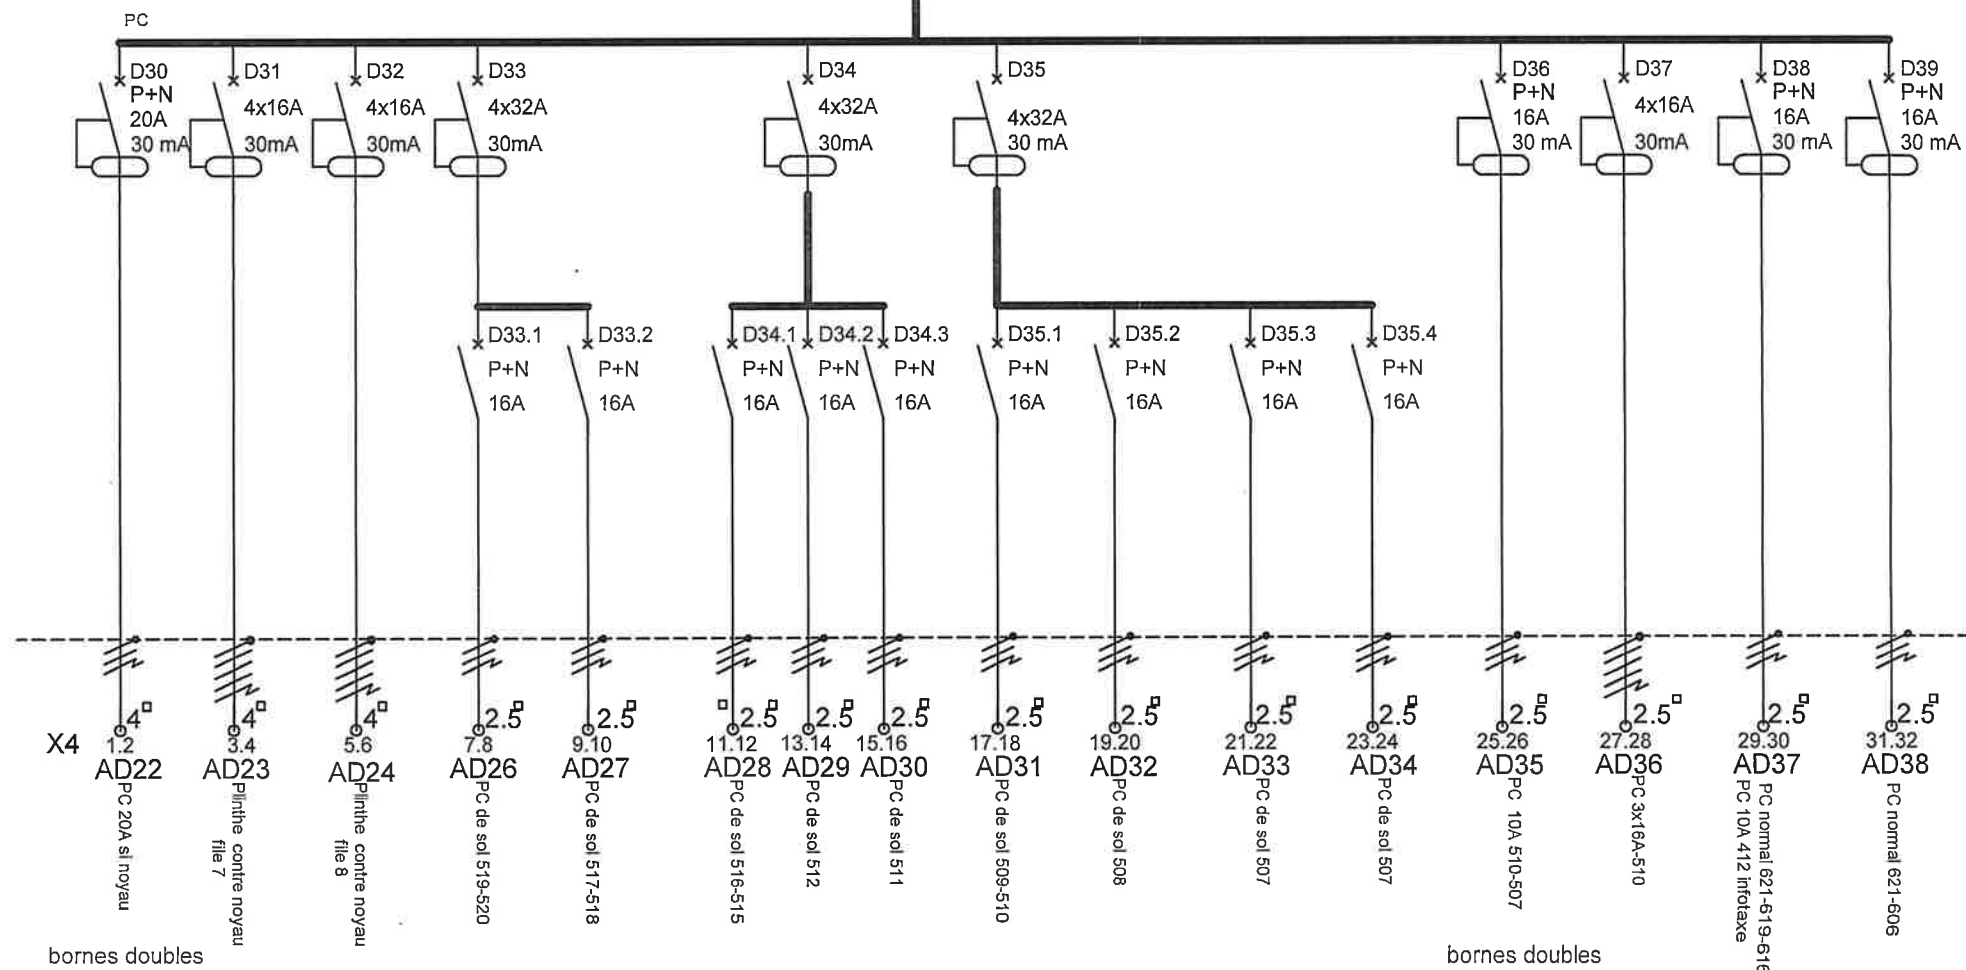 PC
D30
P+N
20A
30 mA
D31
4x16A
30mA
D32
4x16A
30mA
D33
4x32A
30mA
D34
4x32A
30mA
D35
4x32A
30 mA
D36
P+N
16A
30 mA
D37
4x16A
30mA
D38
P+N
16A
30 mA
D39
P+N
16A
30 mA
D33.1
P+N
16A
D33.2
P+N
16A
D34.1
P+N
16A
D34.2
P+N
16A
D34.3
P+N
16A
D35.1
P+N
16A
D35.2
P+N
16A
D35.3
P+N
16A
D35.4
P+N
16A
X4
4
1.2
AD22
PC 20A si noyau
4
3.4
AD23
Plinthe contre noyau
file 7
4
5.6
AD24
Plinthe contre noyau
file 8
2.5
7.8
AD26
PC de sol 519-520
2.5
9.10
AD27
PC de sol 517-518
2.5
11.12
AD28
PC de sol 516-515
2.5
13.14
AD29
PC de sol 512
2.5
15.16
AD30
PC de sol 511
2.5
17.18
AD31
PC de sol 509-510
2.5
19.20
AD32
PC de sol 508
2.5
21.22
AD33
PC de sol 507
2.5
23.24
AD34
PC de sol 507
2.5
25.26
AD35
PC 10A 510-507
2.5
27.28
AD36
PC 3x16A-510
2.5
29.30
AD37
PC normal 621-619-616
PC 10A 412 infotaxe
2.5
31.32
AD38
PC normal 621-606
bornes doubles
bornes doubles